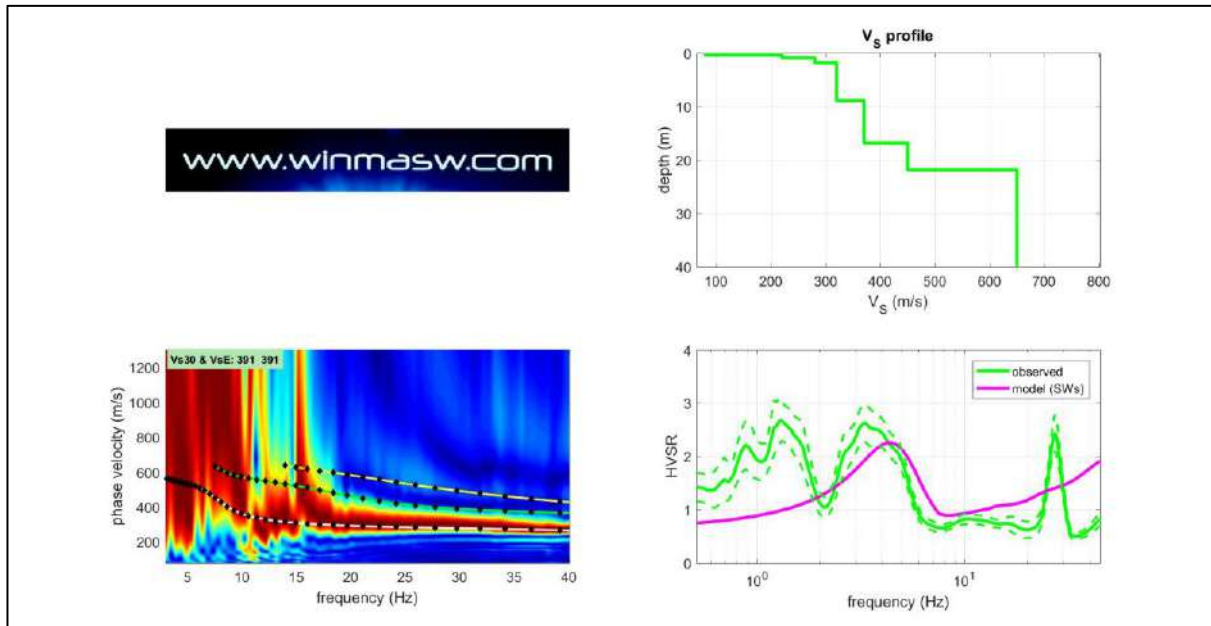 www.winmasw.com
V_S profile
depth (m)
0
10
20
30
40
100 200 300 400 500 600 700 800
V_S (m/s)
Vs30 & VsE: 391 391
phase velocity (m/s)
1200
1000
800
600
400
200
5 10 15 20 25 30 35 40
frequency (Hz)
HVSR
4
3
2
1
0
observed
model (SWs)
10^0 10^1
frequency (Hz)